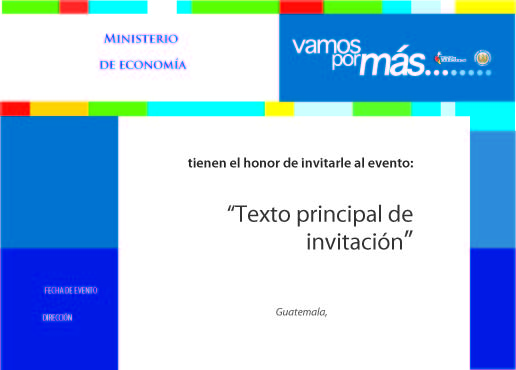 MINISTERIO
DE ECONOMÍA
vamos
por más........
tienen el honor de invitarle al evento:
“Texto principal de
invitación”
FECHA DE EVENTO
DIRECCIÓN
Guatemala,